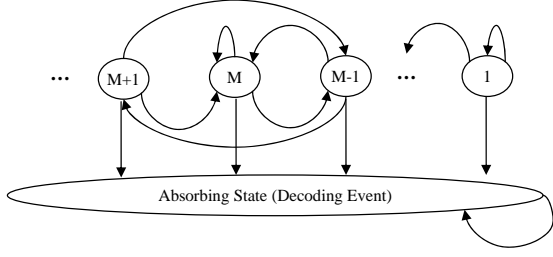 ... M+1 M M-1 ... 1
Absorbing State (Decoding Event)